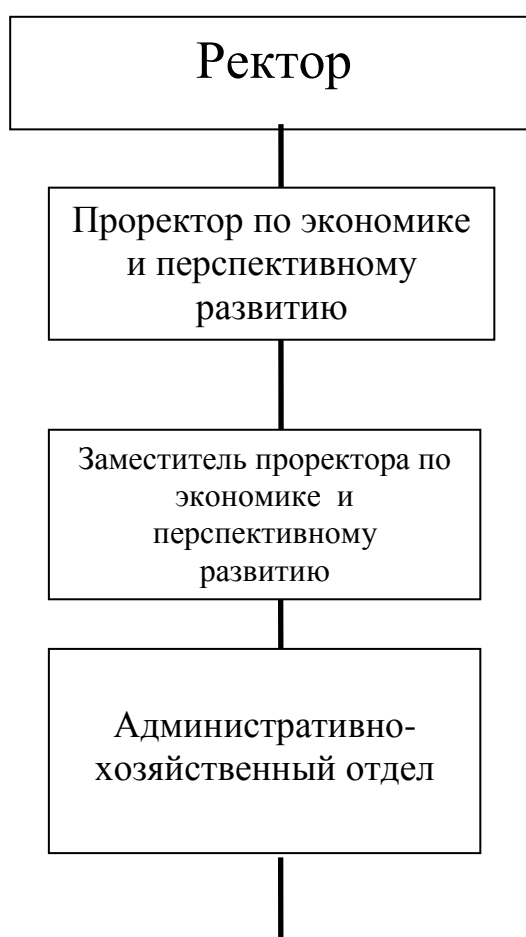 Ректор
Проректор по экономике
и перспективному
развитию
Заместитель проректора по
экономике и
перспективному
развитию
Административно-
хозяйственный отдел